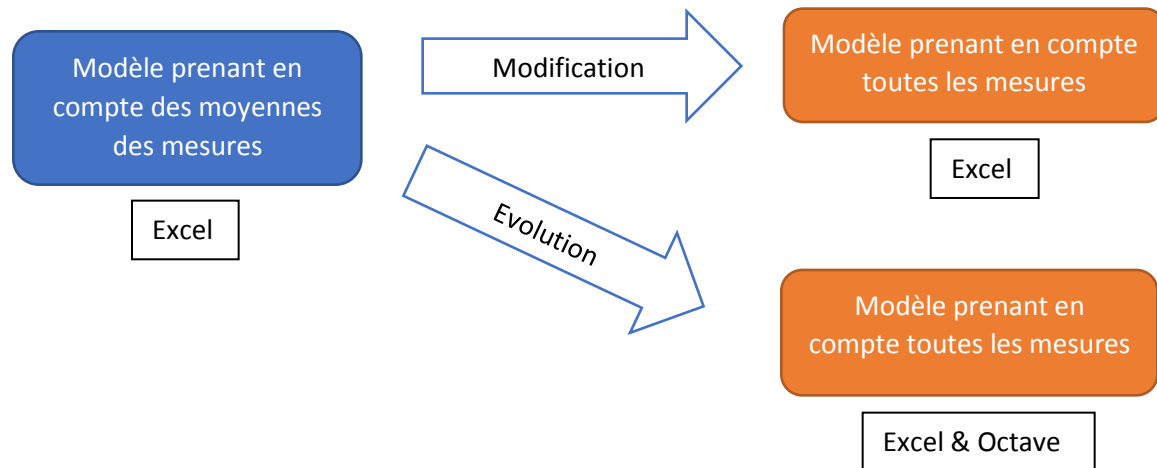 Modèle prenant en
compte des moyennes
des mesures
Excel
Modification
Modèle prenant en compte
toutes les mesures
Excel
Evolution
Modèle prenant en
compte toutes les mesures
Excel & Octave